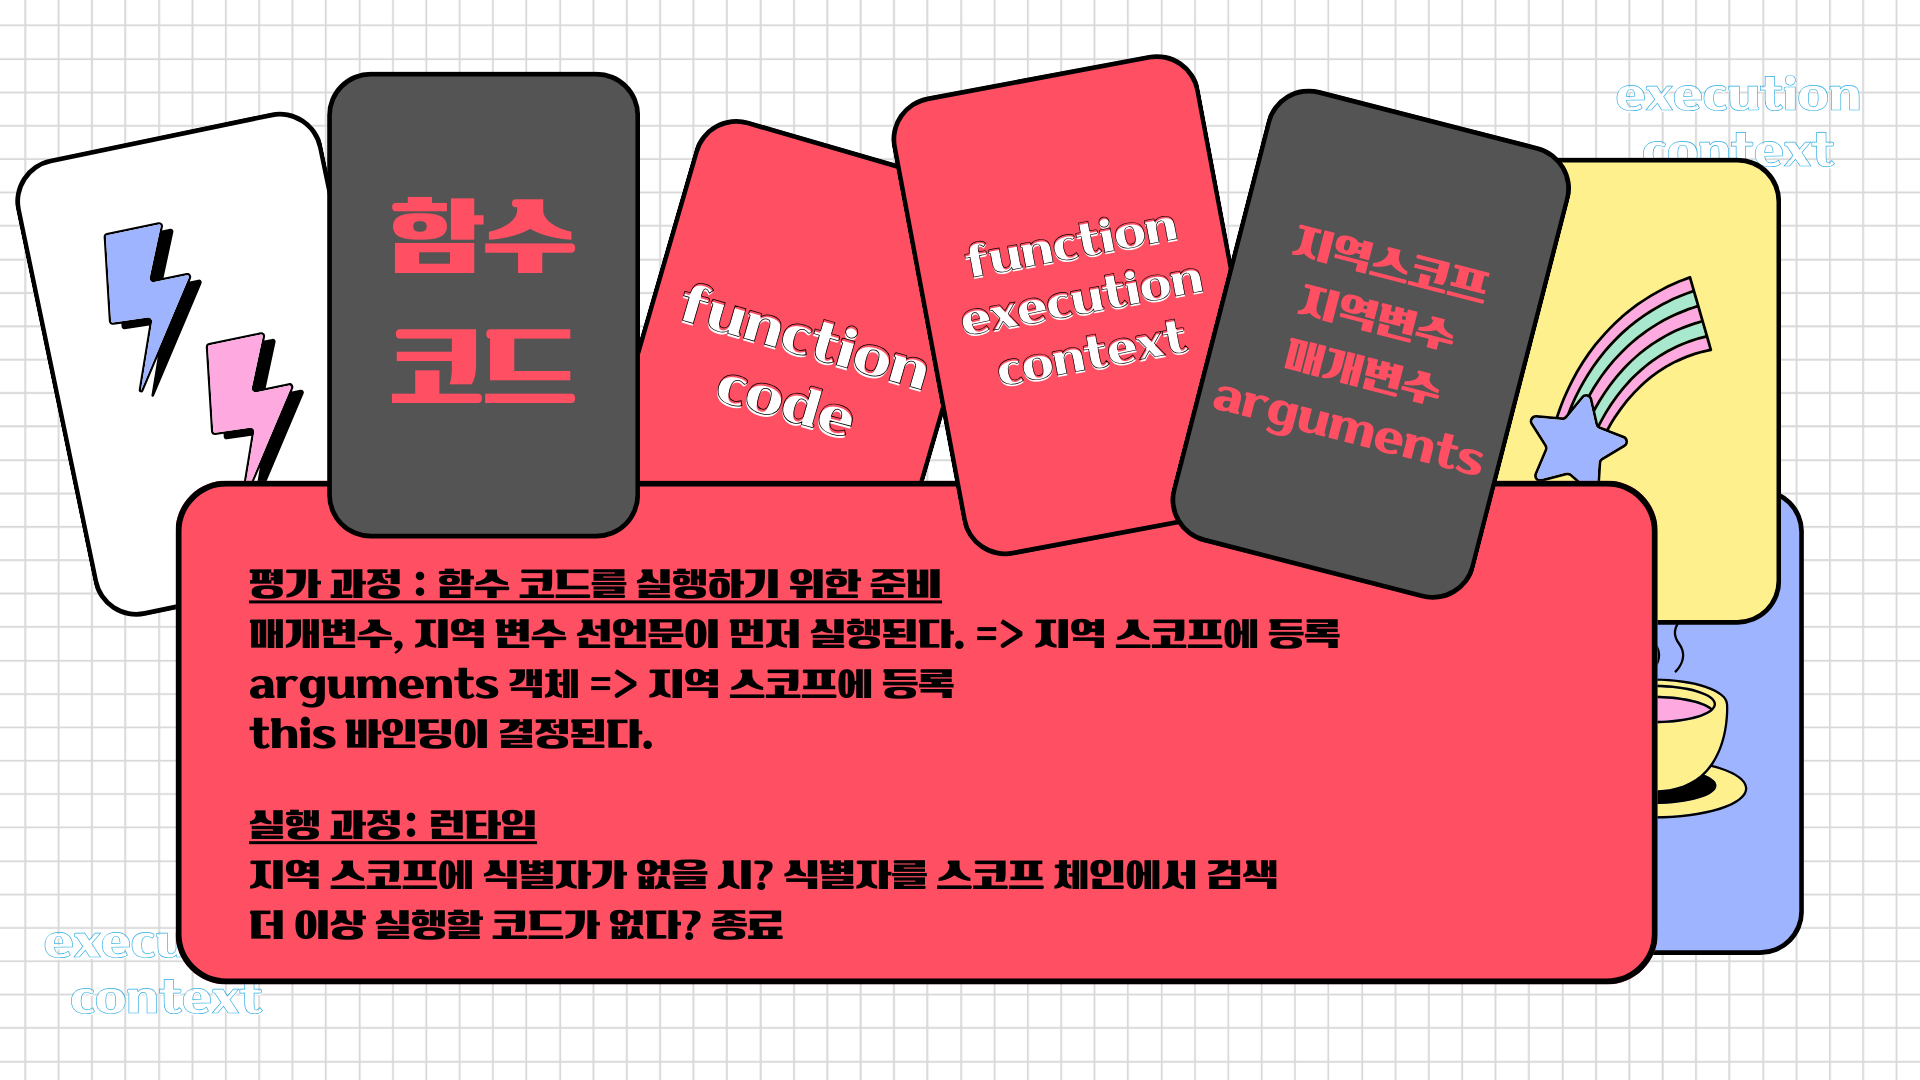 execution
context
함수
코드
function
code
function
execution
context
지역스코프
지역변수
매개변수
arguments
평가 과정 : 함수 코드를 실행하기 위한 준비
매개변수, 지역 변수 선언문이 먼저 실행된다. => 지역 스코프에 등록
arguments 객체 => 지역 스코프에 등록
this 바인딩이 결정된다.
실행 과정: 런타임
지역 스코프에 식별자가 없을 시? 식별자를 스코프 체인에서 검색
더 이상 실행할 코드가 없다? 종료
execu
context